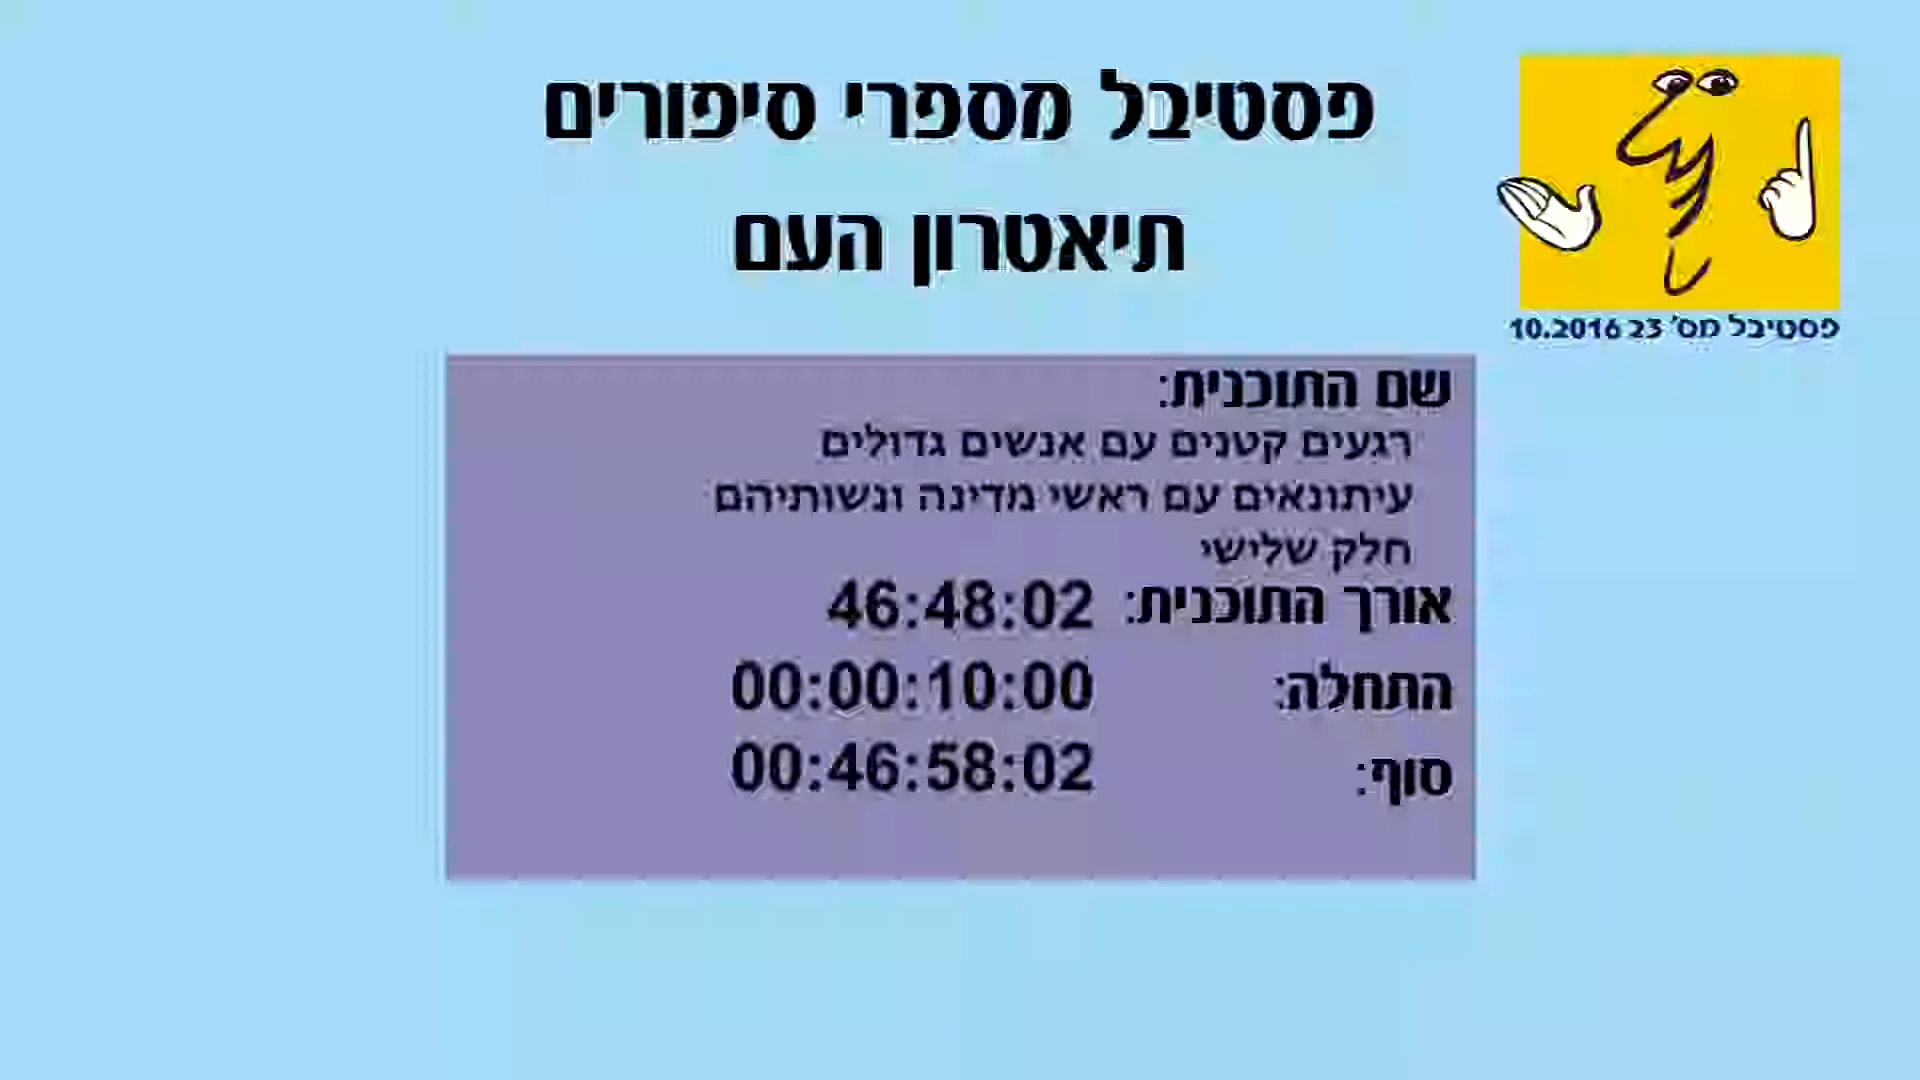 פסטיבל מספרי סיפורים
תיאטרון העם
פסטיבל מס' 23 10.2016
שם התוכנית:
רגעים קטנים עם אנשים גדולים
עיתונאים עם ראשי מדינה ונשותיהם
חלק שלישי
אורך התוכנית: 46:48:02
התחלה: 00:00:10:00
סוף: 00:46:58:02